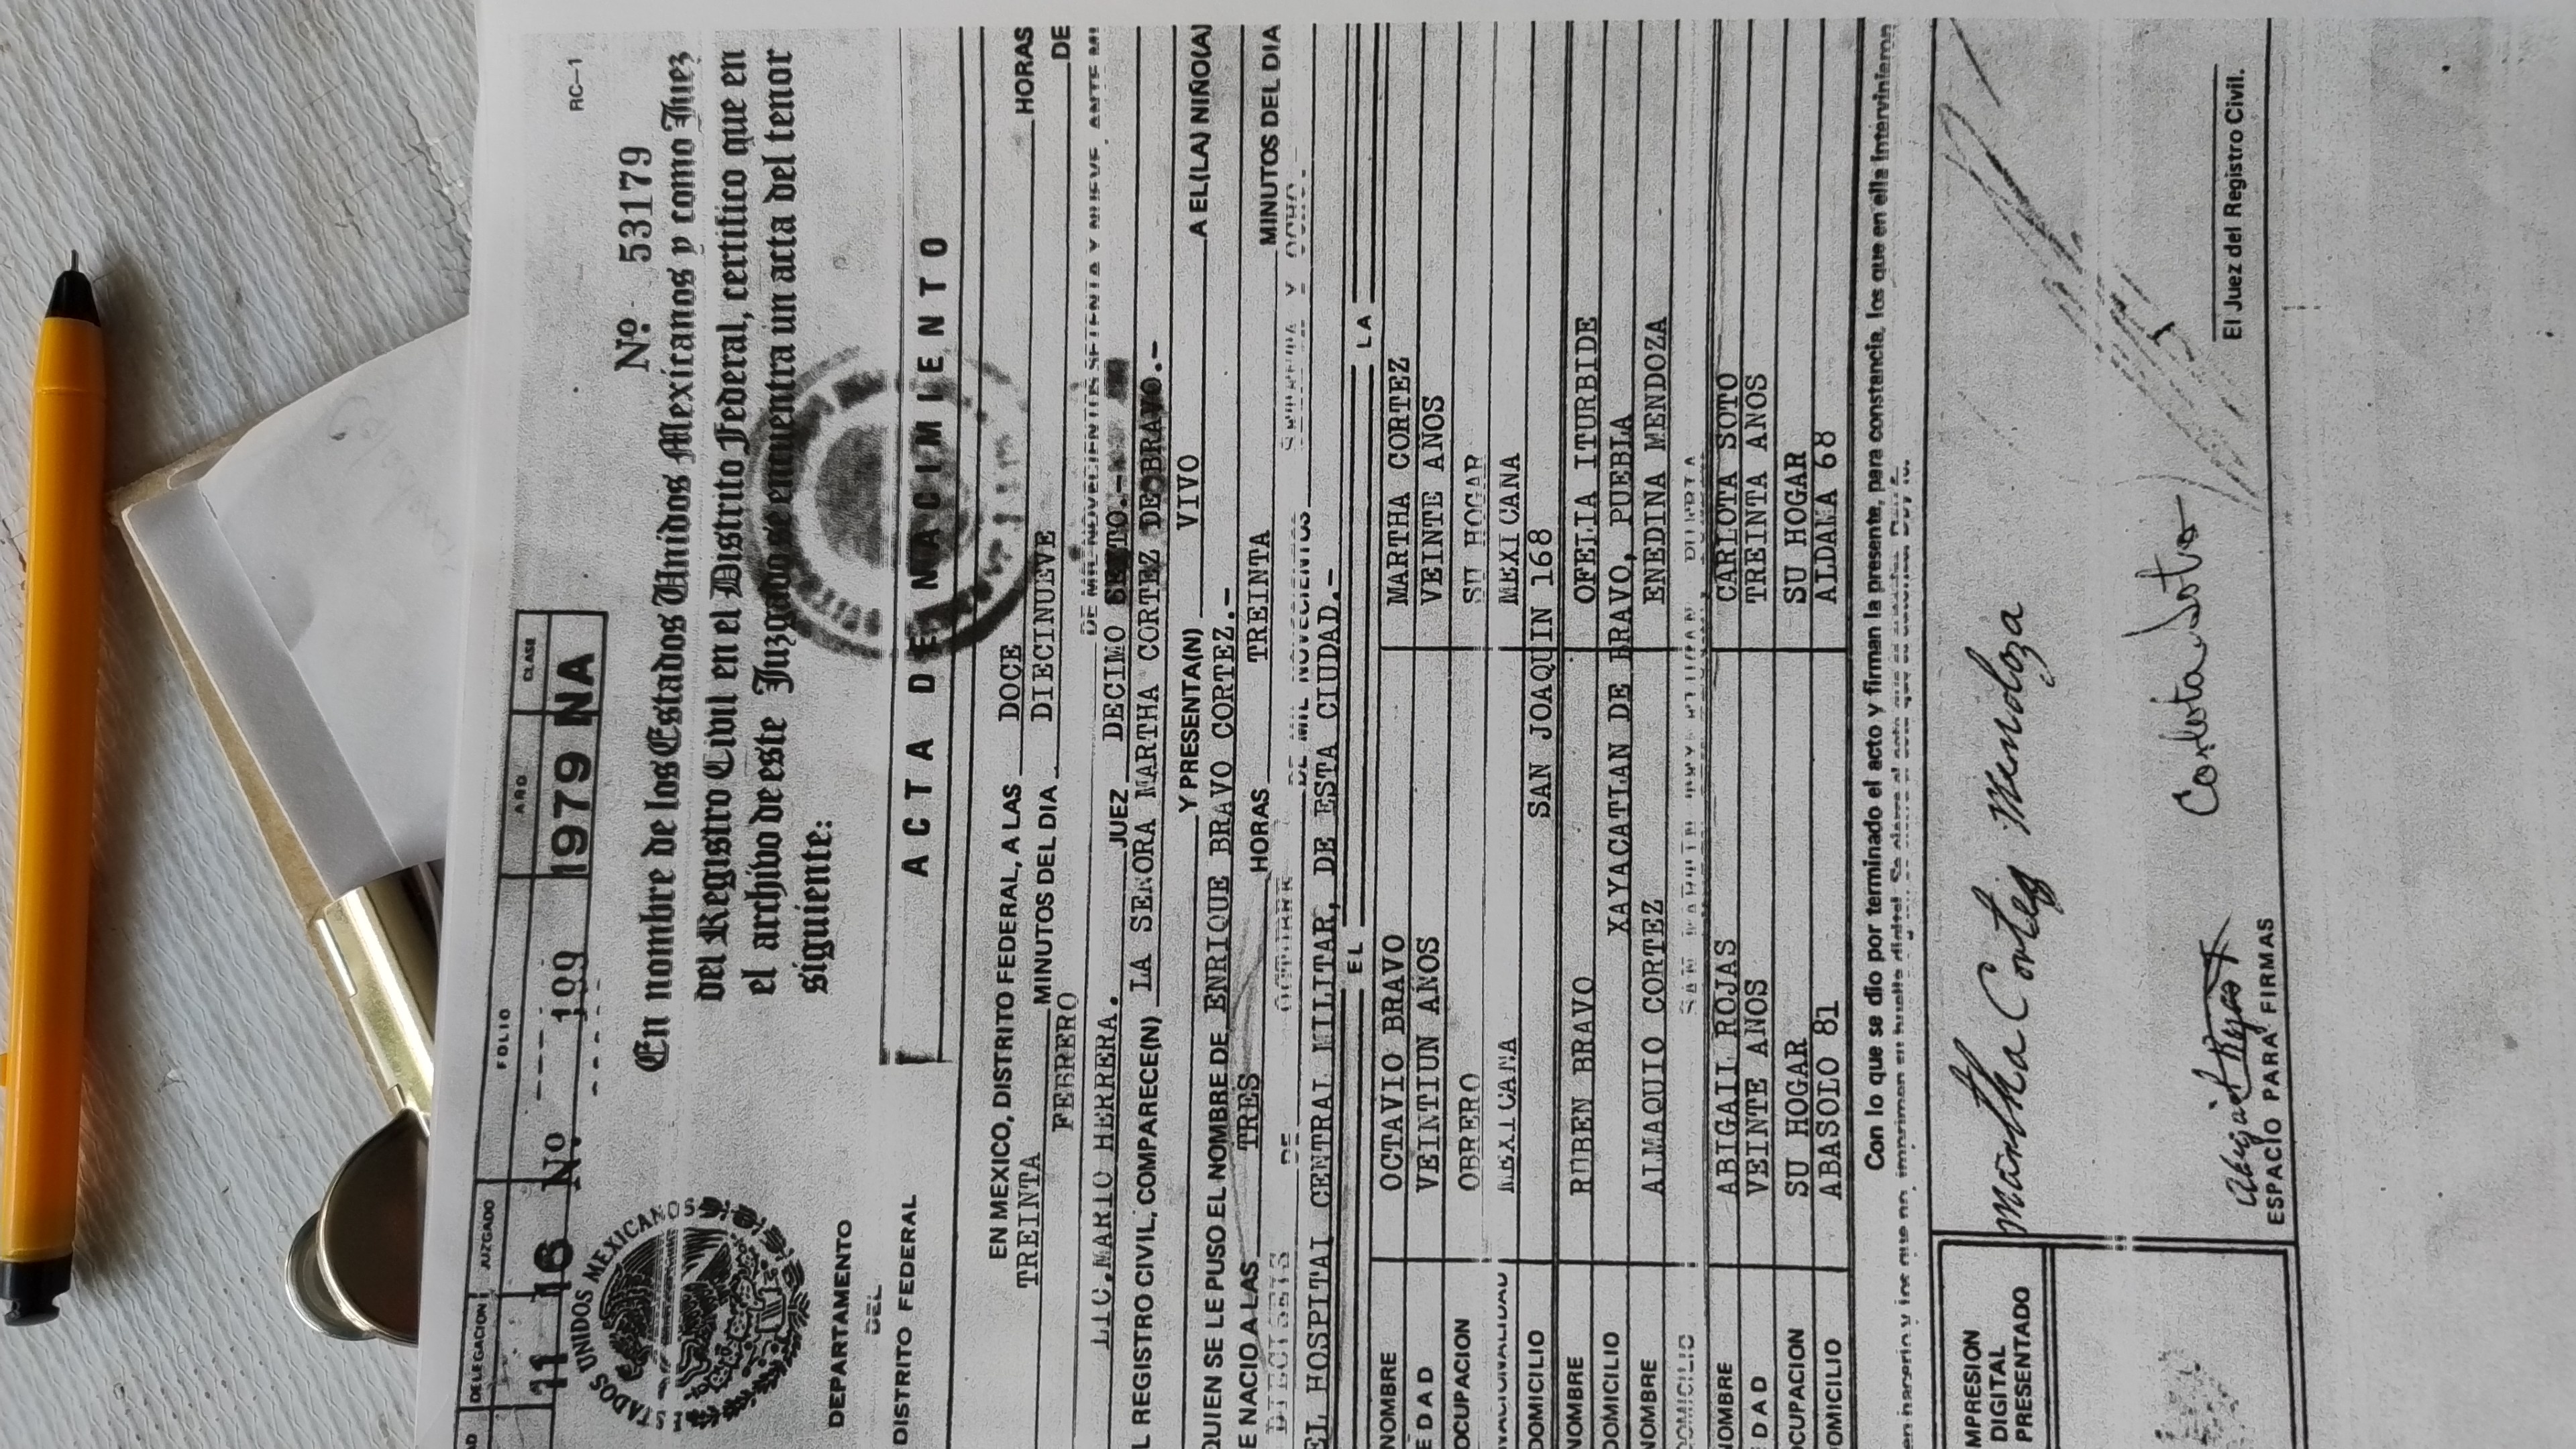 RC-1
DELEGACION JUZGADO FOLIO AÑO CLASE
11 16 No 199 1979 NA
Nº 53179
ESTADOS UNIDOS MEXICANOS
En nombre de los Estados Unidos Mexicanos y como Juez
del Registro Civil en el Distrito Federal, certifico que en
el archivo de este Juzgado se encuentra un acta del tenor
siguiente:
DEPARTAMENTO
DEL
DISTRITO FEDERAL
ACTA DE NACIMIENTO
EN MEXICO, DISTRITO FEDERAL, A LAS DOCE HORAS
TREINTA MINUTOS DEL DIA DIECINUEVE DE
FEBRERO DE MIL NOVECIENTOS SETENTA Y NUEVE, ANTE MI
LIC. MARIO HERRERA. JUEZ DECIMO SEXTO.-
REGISTRO CIVIL, COMPARECE(N) LA SEÑORA MARTHA CORTEZ DE BRAVO.-
Y PRESENTA(N) VIVO A EL(LA) NIÑO(A)
QUIEN SE LE PUSO EL NOMBRE DE ENRIQUE BRAVO CORTEZ.-
E NACIO A LAS TRES HORAS TREINTA MINUTOS DEL DIA
DIECISEIS DE OCTUBRE DE MIL NOVECIENTOS SETENTA Y OCHO.-
EL HOSPITAL CENTRAL MILITAR, DE ESTA CIUDAD.-
EL LA
NOMBRE OCTAVIO BRAVO MARTHA CORTEZ
EDAD VEINTIUN AÑOS VEINTE AÑOS
OCUPACION OBRERO SU HOGAR
NACIONALIDAD MEXICANA MEXICANA
DOMICILIO SAN JOAQUIN 168
NOMBRE RUBEN BRAVO OFELIA ITURBIDE
DOMICILIO XAYACATLAN DE BRAVO, PUEBLA
NOMBRE ALMAQUIO CORTEZ ENEDINA MENDOZA
DOMICILIO SAN MARTIN
NOMBRE ABIGAIL ROJAS CARLOTA SOTO
EDAD VEINTE ANOS TREINTA ANOS
OCUPACION SU HOGAR SU HOGAR
DOMICILIO ABASOLO 81 ALDAMA 68
Con lo que se dio por terminado el acto y firman la presente, para constancia, los que en ella intervinieron
Martha Cortez Mendoza
Carlota Soto
Abigail
ESPACIO PARA FIRMAS
El Juez del Registro Civil.
IMPRESION
DIGITAL
PRESENTADO